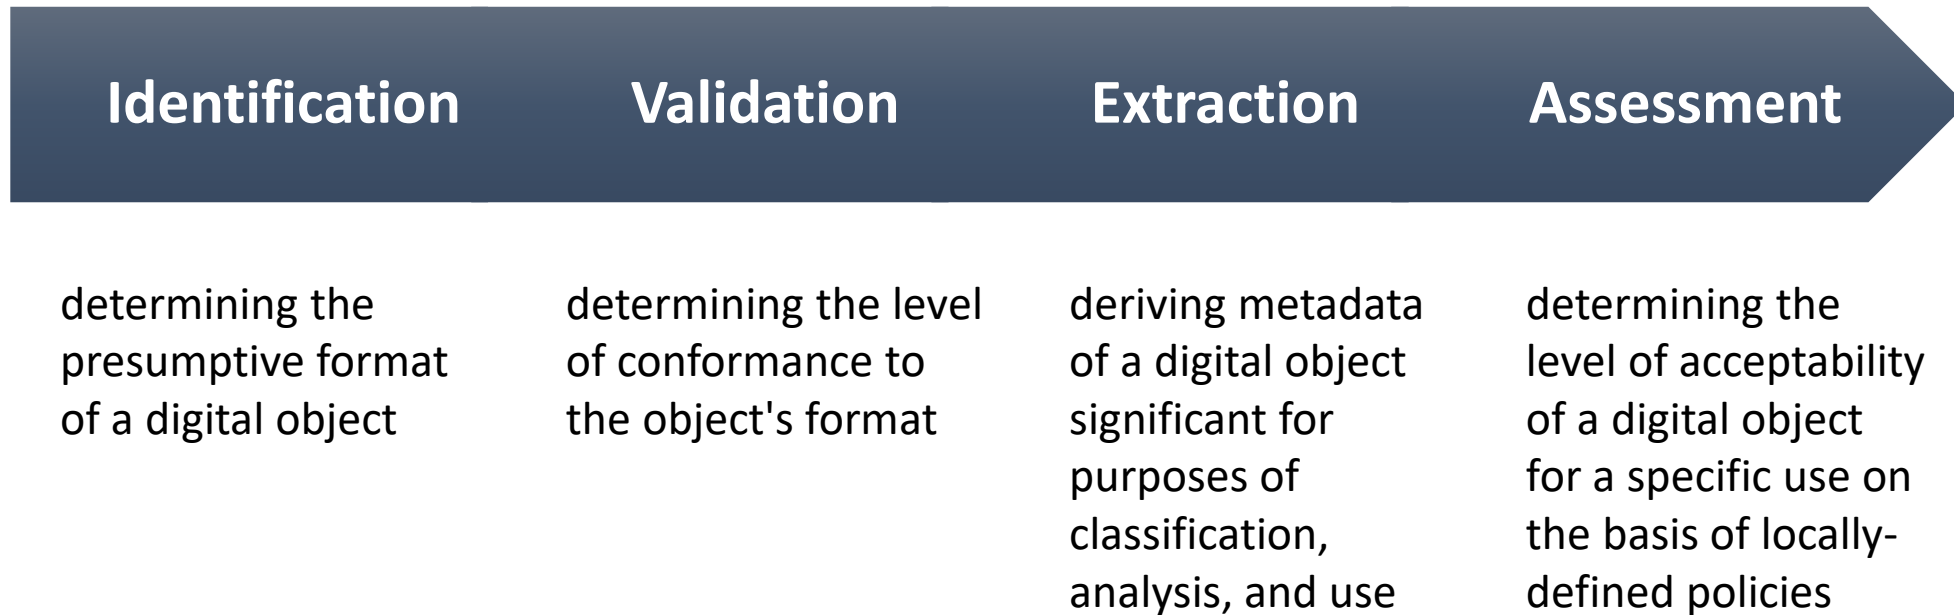 Identification
Validation
Extraction
Assessment
determining the
presumptive format
of a digital object
determining the level
of conformance to
the object's format
deriving metadata
of a digital object
significant for
purposes of
classification,
analysis, and use
determining the
level of acceptability
of a digital object
for a specific use on
the basis of locally-
defined policies